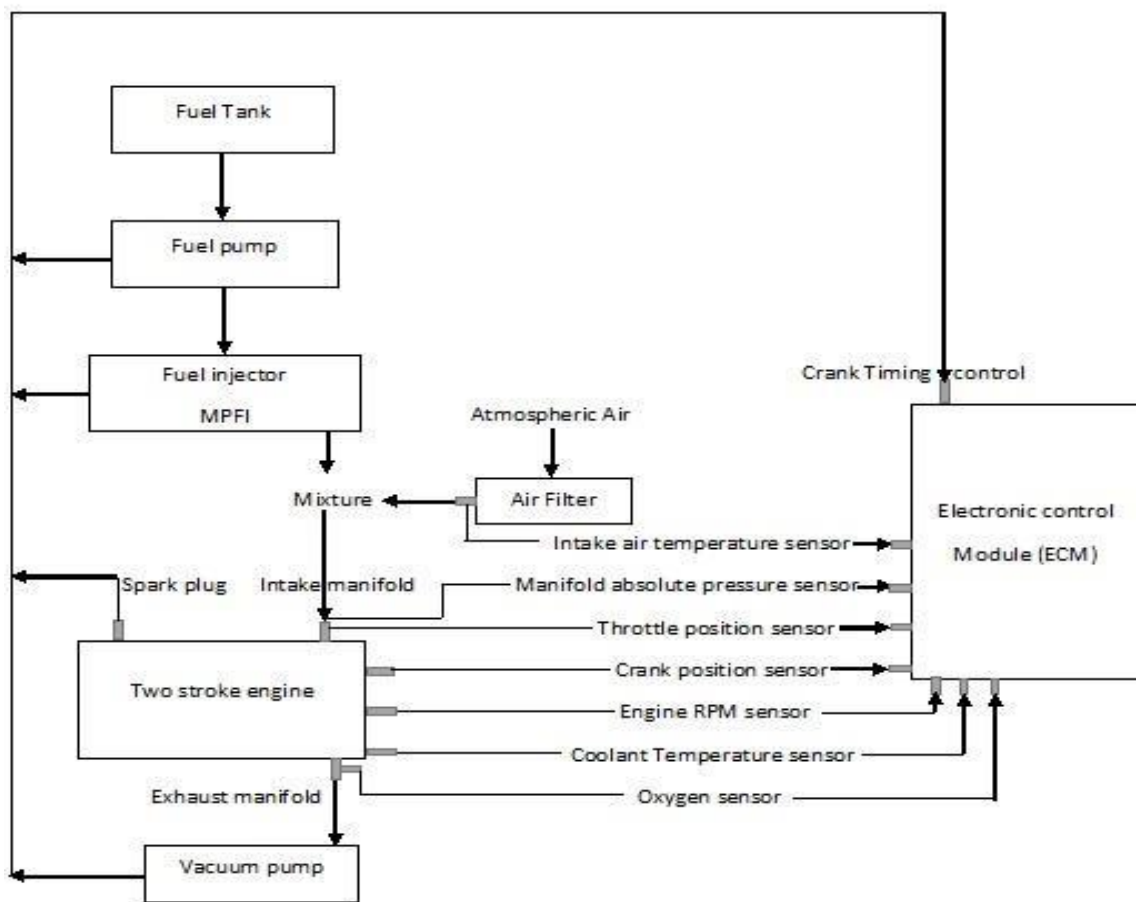 Fuel Tank
Fuel pump
Fuel injector
MPFI
Crank Timing control
Atmospheric Air
Mixture
Air Filter
Electronic control
Module (ECM)
Intake air temperature sensor
Spark plug
Intake manifold
Manifold absolute pressure sensor
Throttle position sensor
Two stroke engine
Crank position sensor
Engine RPM sensor
Coolant Temperature sensor
Exhaust manifold
Oxygen sensor
Vacuum pump